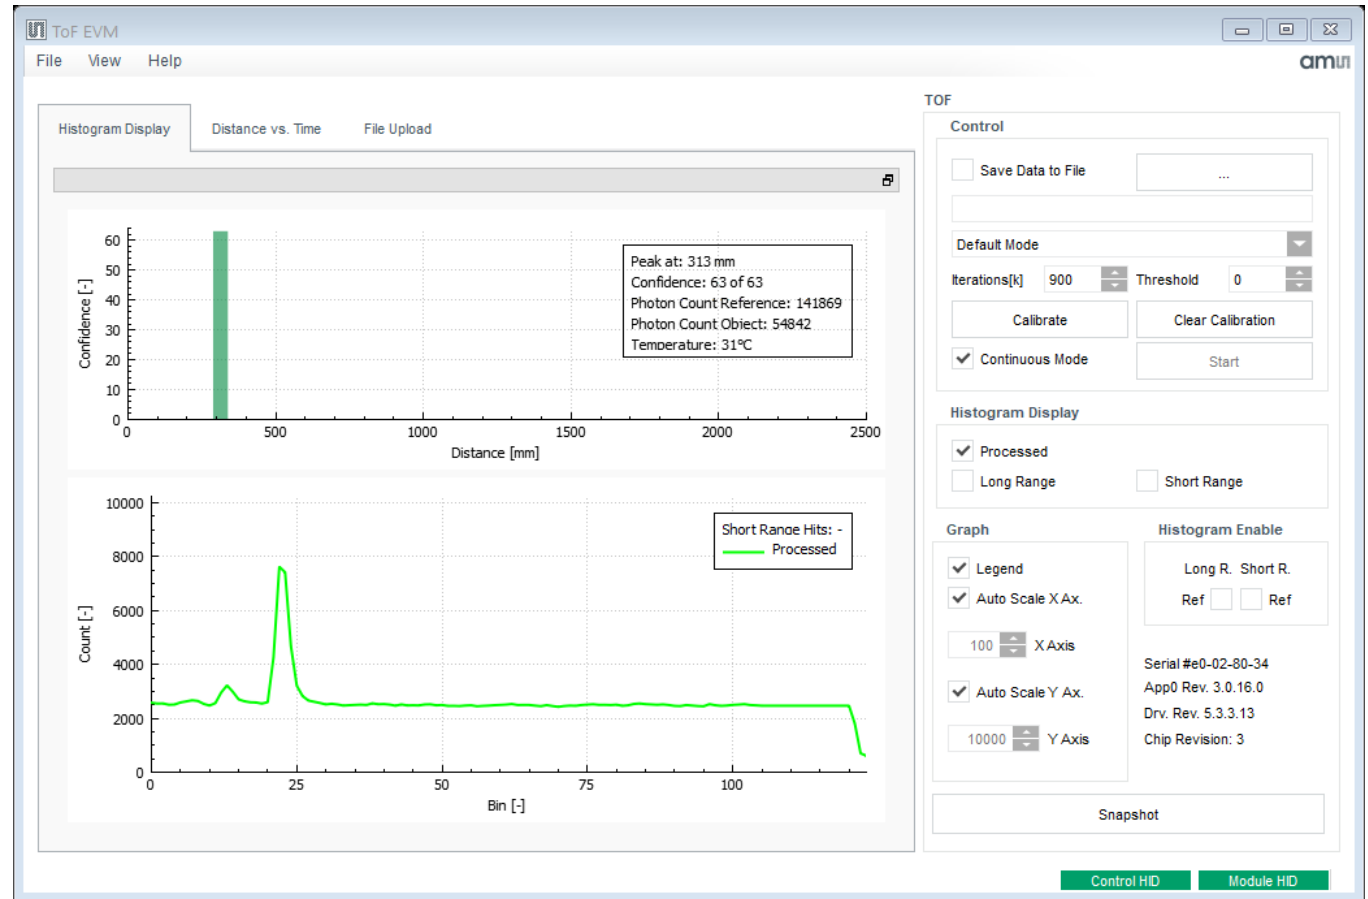 ToF EVM
File View Help
amu
Histogram Display Distance vs. Time File Upload
Confidence [-]
60
50
40
30
20
10
0
0 500 1000 1500 2000 2500
Distance [mm]
Peak at: 313 mm
Confidence: 63 of 63
Photon Count Reference: 141869
Photon Count Object: 54842
Temperature: 31°C
Count [-]
10000
8000
6000
4000
2000
0
0 25 50 75 100
Bin [-]
Short Range Hits: -
Processed
TOF
Control
Save Data to File ...
Default Mode
Iterations[k] 900 Threshold 0
Calibrate Clear Calibration
Continuous Mode Start
Histogram Display
Processed
Long Range Short Range
Graph
Legend
Auto Scale X Ax.
100 X Axis
Auto Scale Y Ax.
10000 Y Axis
Histogram Enable
Long R. Short R.
Ref Ref
Serial #e0-02-80-34
App0 Rev. 3.0.16.0
Drv. Rev. 5.3.3.13
Chip Revision: 3
Snapshot
Control HID Module HID